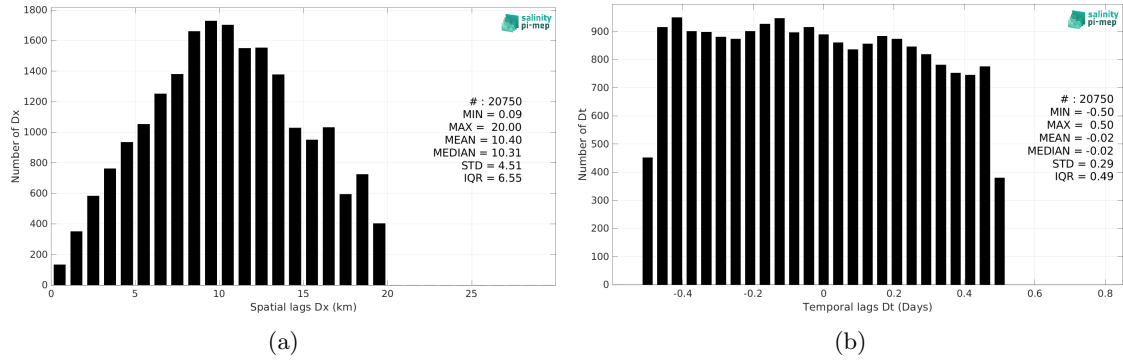 1800
1600
1400
1200
1000
800
600
400
200
0
Number of Dx
salinity
pi-mep
# : 20750
MIN = 0.09
MAX = 20.00
MEAN = 10.40
MEDIAN = 10.31
STD = 4.51
IQR = 6.55
0 5 10 15 20 25
Spatial lags Dx (km)
(a)
900
800
700
600
500
400
300
200
100
0
Number of Dt
salinity
pi-mep
# : 20750
MIN = -0.50
MAX = 0.50
MEAN = -0.02
MEDIAN = -0.02
STD = 0.29
IQR = 0.49
-0.4 -0.2 0 0.2 0.4 0.6 0.8
Temporal lags Dt (Days)
(b)